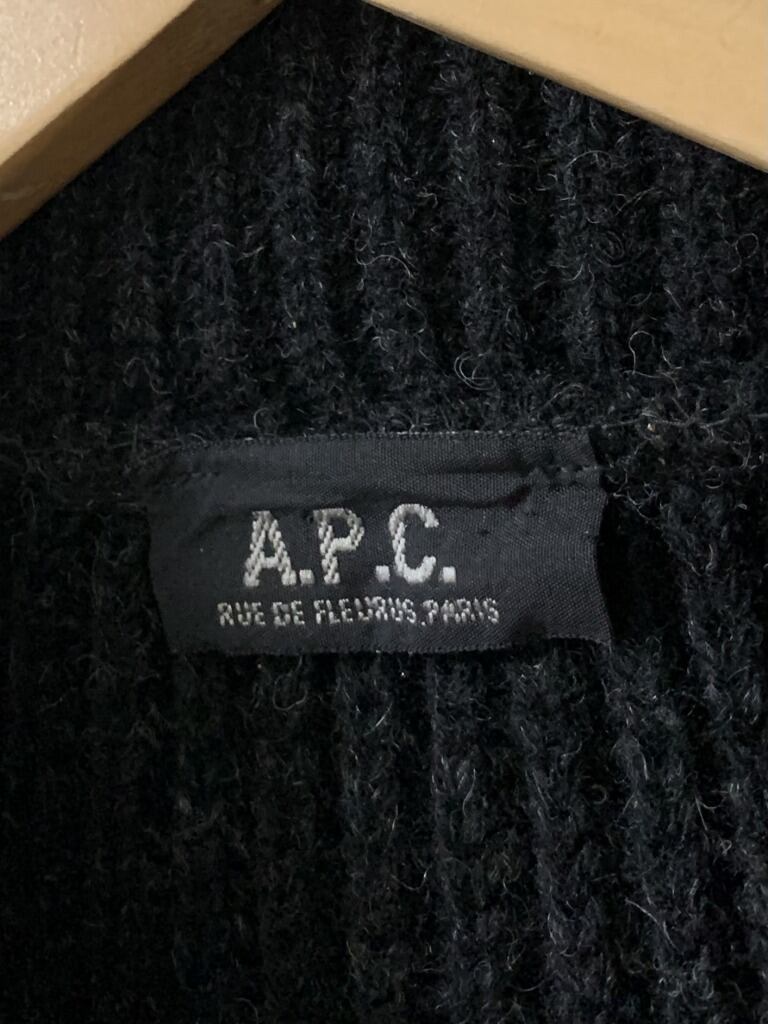 A.P.C.
RUE DE FLEURUS, PARIS